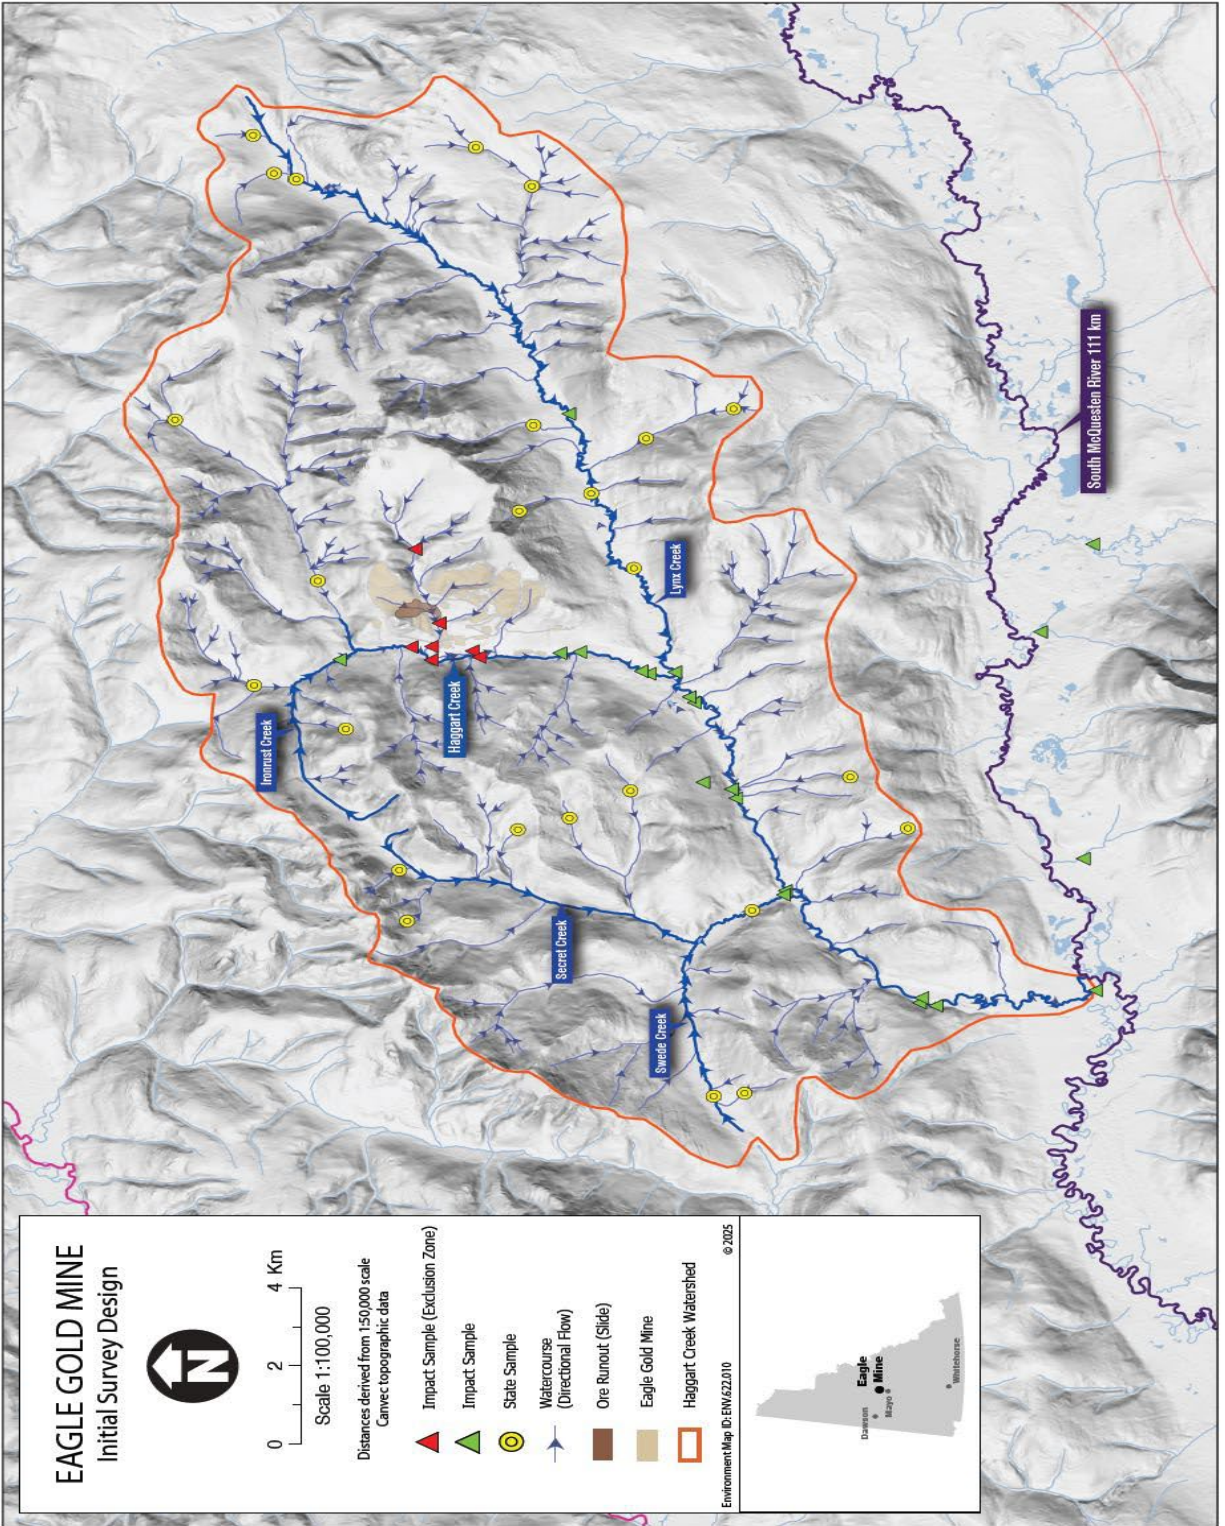 EAGLE GOLD MINE
Initial Survey Design
N
0 2 4 Km
Scale 1:100,000
Distances derived from 1:50,000 scale
Canvec topographic data
Impact Sample (Exclusion Zone)
Impact Sample
State Sample
Watercourse
(Directional Flow)
Ore Runout (Slide)
Eagle Gold Mine
Haggart Creek Watershed
Environment Map ID: ENV.622.010
© 2025
Dawson
Eagle
Mine
Mayo
Whitehorse
Ironrust Creek
Haggart Creek
Secret Creek
Swede Creek
Lynx Creek
South McQuesten River 111 km